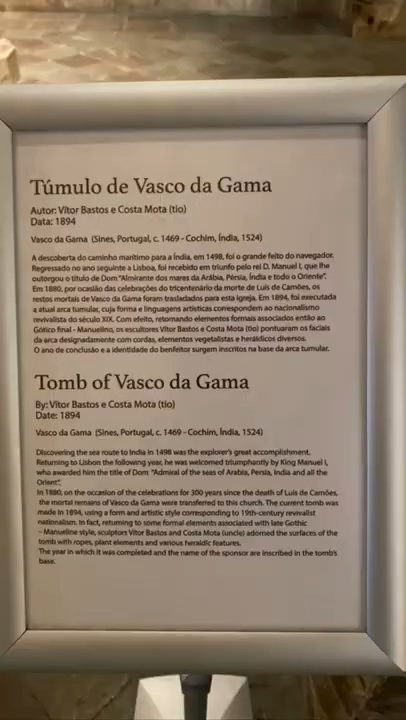 Túmulo de Vasco da Gama
Autor: Vítor Bastos e Costa Mota (tio)
Data: 1894
Vasco da Gama (Sines, Portugal, c. 1469 - Cochim, Índia, 1524)
A descoberta do caminho marítimo para a Índia, em 1498, foi o grande feito do navegador.
Regressado no ano seguinte a Lisboa, foi recebido em triunfo pelo rei D. Manuel I, que lhe
outorgou o título de Dom "Almirante dos mares da Arábia, Pérsia, Índia e todo o Oriente".
Em 1880, por ocasião das celebrações do tricentenário da morte de Luís de Camões, os
restos mortais de Vasco da Gama foram trasladados para esta igreja. Em 1894, foi executada
a atual arca tumular, cuja forma e linguagens artísticas correspondem ao nacionalismo
revivalista do século XIX. Com efeito, retomando elementos formais associados então ao
Gótico final - Manuelino, os escultores Vítor Bastos e Costa Mota (tio) pontuaram os faciais
da arca designadamente com cordas, elementos vegetalistas e heráldicos diversos.
O ano de conclusão e a identidade do benfeitor surgem inscritos na base da arca tumular.
Tomb of Vasco da Gama
By: Vítor Bastos e Costa Mota (tio)
Date: 1894
Vasco da Gama (Sines, Portugal, c. 1469 - Cochim, Índia, 1524)
Discovering the sea route to India in 1498 was the explorer's great accomplishment.
Returning to Lisbon the following year, he was welcomed triumphantly by King Manuel I,
who awarded him the title of Dom "Admiral of the seas of Arabia, Persia, India and all the
Orient".
In 1880, on the occasion of the celebrations for 300 years since the death of Luís de Camões,
the mortal remains of Vasco da Gama were transferred to this church. The current tomb was
made in 1894, using a form and artistic style corresponding to 19th-century revivalist
nationalism. In fact, returning to some formal elements associated with late Gothic
- Manueline style, sculptors Vítor Bastos and Costa Mota (uncle) adorned the surfaces of the
tomb with ropes, plant elements and various heraldic features.
The year in which it was completed and the name of the sponsor are inscribed in the tomb's
base.